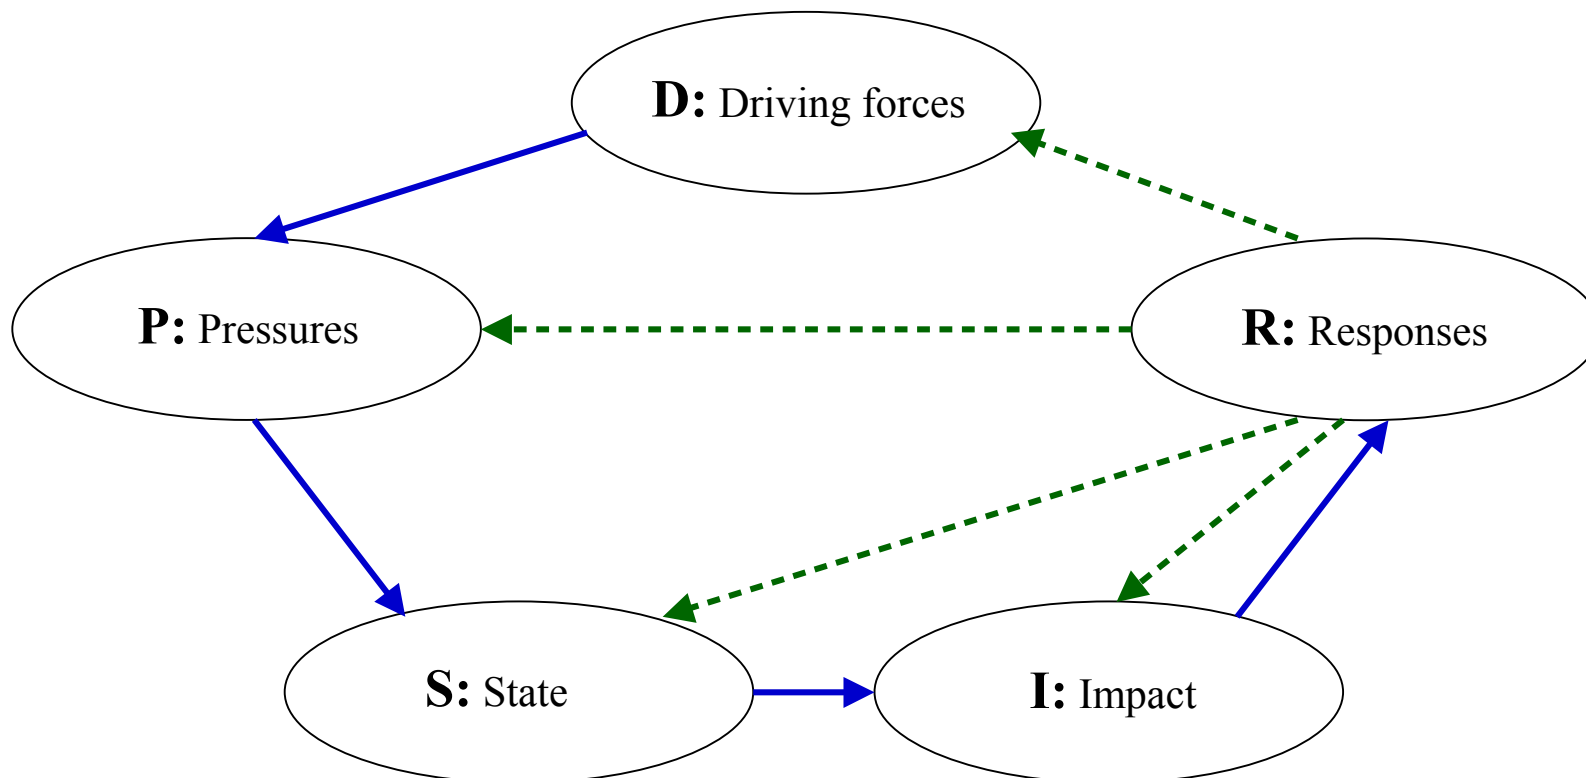 D: Driving forces
P: Pressures
R: Responses
S: State
I: Impact